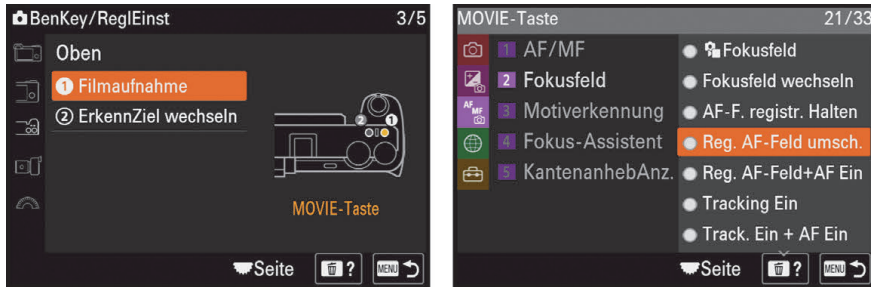 BenKey/ReglEinst 3/5
Oben
① Filmaufnahme
② ErkennZiel wechseln
② ①
MOVIE-Taste
Seite ? MENU
MOVIE-Taste 21/33
1 AF/MF
2 Fokusfeld
AF MF 3 Motiverkennung
4 Fokus-Assistent
5 KantenanhebAnz.
Fokusfeld
Fokusfeld wechseln
AF-F. registr. Halten
Reg. AF-Feld umsch.
Reg. AF-Feld+AF Ein
Tracking Ein
Track. Ein + AF Ein
Seite ? MENU